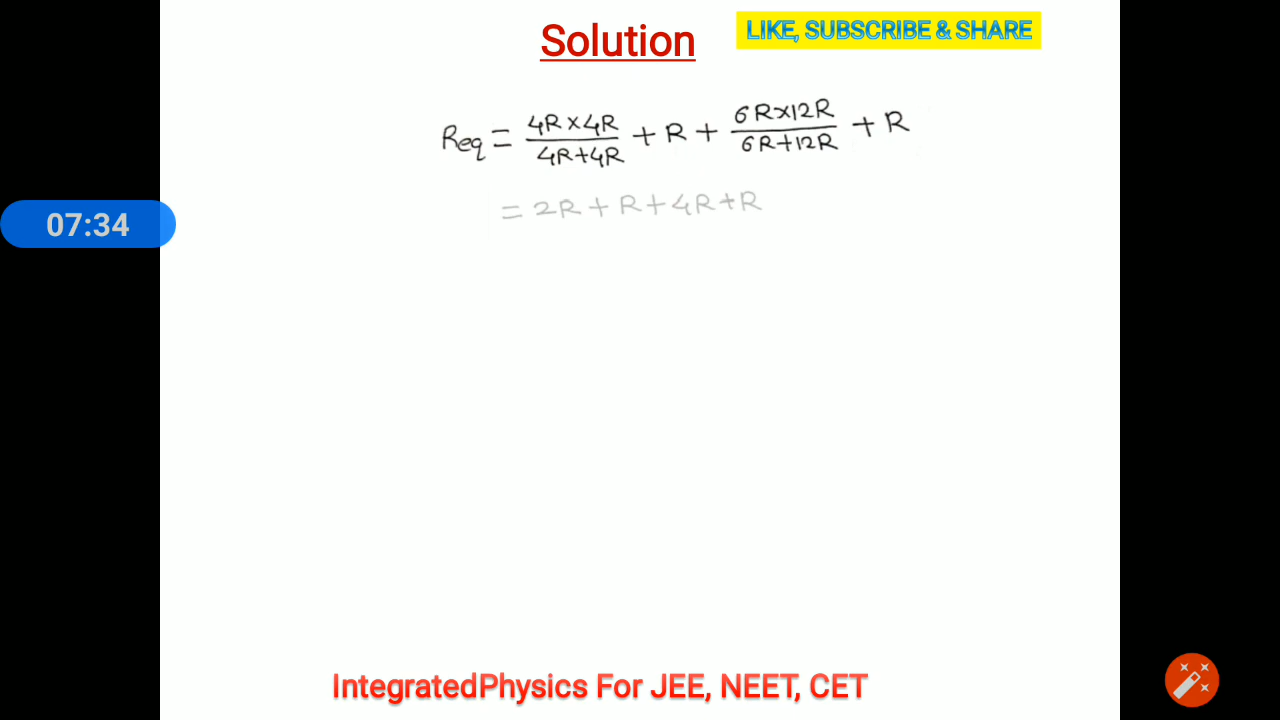 Solution
LIKE, SUBSCRIBE & SHARE
Req = 4R×4R/4R+4R + R + 6R×12R/6R+12R + R
= 2R + R + 4R + R
07:34
IntegratedPhysics For JEE, NEET, CET